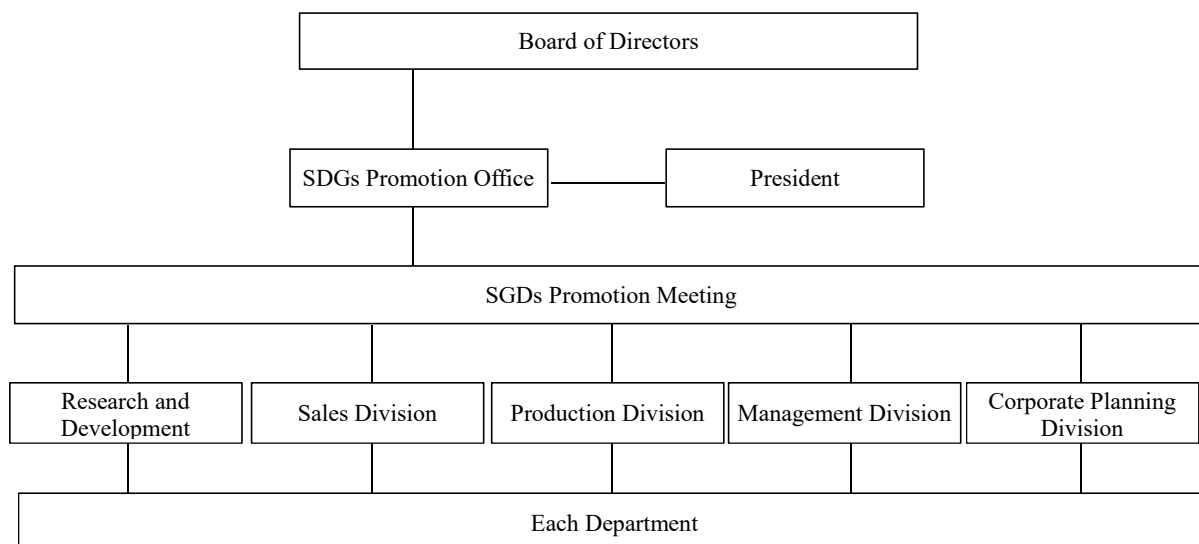 Board of Directors
SDGs Promotion Office
President
SGDs Promotion Meeting
Research and
Development
Sales Division
Production Division
Management Division
Corporate Planning
Division
Each Department